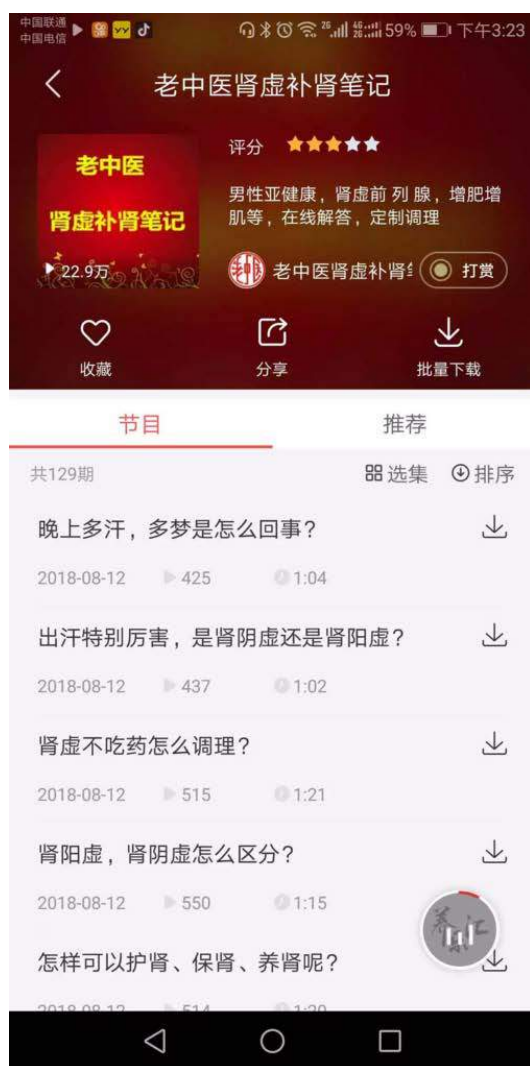 中国联通
中国电信
59%
下午3:23
老中医肾虚补肾笔记
老中医
肾虚补肾笔记
22.9万
评分
男性亚健康，肾虚前列腺，增肥增
肌等，在线解答，定制调理
老中医肾虚补肾
打赏
收藏
分享
批量下载
节目
推荐
共129期
选集
排序
晚上多汗，多梦是怎么回事？
2018-08-12 425 1:04
出汗特别厉害，是肾阴虚还是肾阳虚？
2018-08-12 437 1:02
肾虚不吃药怎么调理？
2018-08-12 515 1:21
肾阳虚，肾阴虚怎么区分？
2018-08-12 550 1:15
怎样可以护肾、保肾、养肾呢？
2018-08-12 514 1:20